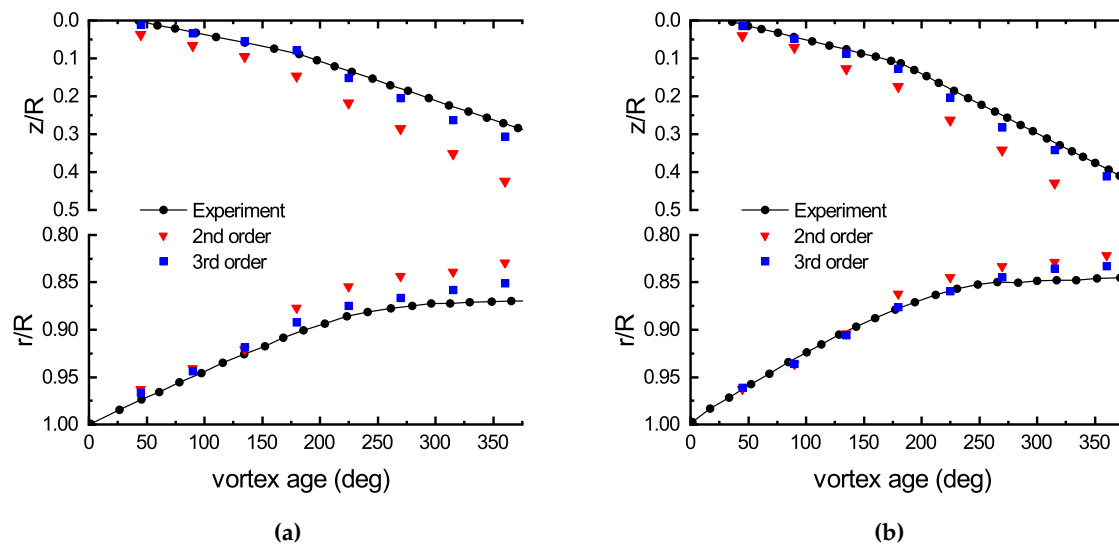 0.0
0.1
0.2
0.3
0.4
0.5
z/R
Experiment
2nd order
3rd order
0.80
0.85
0.90
0.95
1.00
r/R
0 50 100 150 200 250 300 350
vortex age (deg)
(a)
0.0
0.1
0.2
0.3
0.4
0.5
z/R
Experiment
2nd order
3rd order
0.80
0.85
0.90
0.95
1.00
r/R
0 50 100 150 200 250 300 350
vortex age (deg)
(b)